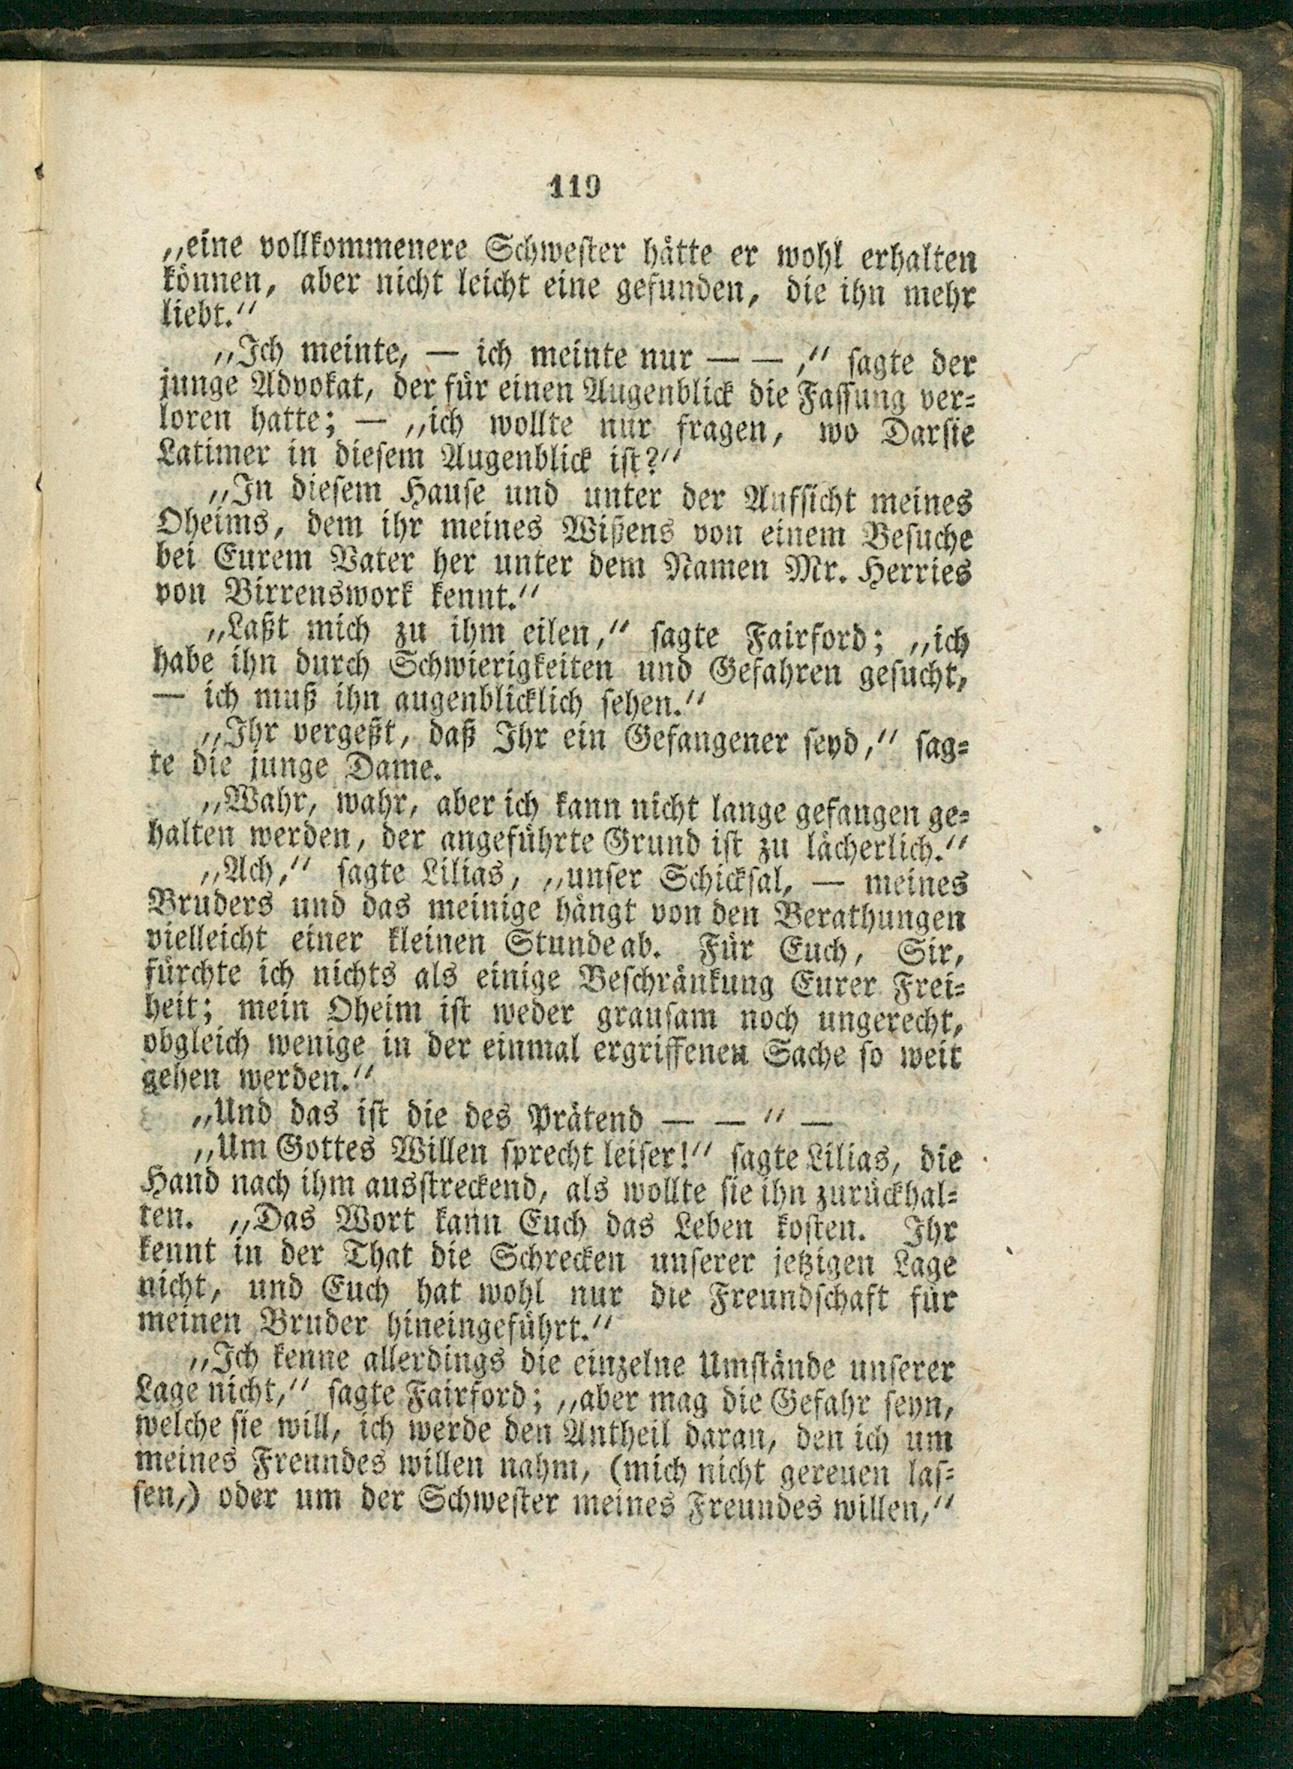 119
„eine vollkommenere Schwester hätte er wohl erhalten
können, aber nicht leicht eine gefunden, die ihn mehr
liebt.“
„Ich meinte, — ich meinte nur — — ,“ sagte der
junge Advokat, der für einen Augenblick die Fassung ver-
loren hatte; — „ich wollte nur fragen, wo Darsie
Latimer in diesem Augenblick ist?“
„In diesem Hause und unter der Aufsicht meines
Oheims, dem ihr meines Wißens von einem Besuche
bei Eurem Vater her unter dem Namen Mr. Herries
von Birrenswork kennt.“
„Laßt mich zu ihm eilen,“ sagte Fairford; „ich
habe ihn durch Schwierigkeiten und Gefahren gesucht,
— ich muß ihn augenblicklich sehen.“
„Ihr vergeßt, daß Ihr ein Gefangener seyd,“ sag-
te die junge Dame.
„Wahr, wahr, aber ich kann nicht lange gefangen ge-
halten werden, der angeführte Grund ist zu lächerlich.“
„Ach,“ sagte Lilias, „unser Schicksal, — meines
Bruders und das meinige hängt von den Berathungen
vielleicht einer kleinen Stunde ab. Für Euch, Sir,
fürchte ich nichts als einige Beschränkung Eurer Frei-
heit; mein Oheim ist weder grausam noch ungerecht,
obgleich wenige in der einmal ergriffenen Sache so weit
gehen werden.“
„Und das ist die des Prätend — — “ —
„Um Gottes Willen sprecht leiser!“ sagte Lilias, die
Hand nach ihm ausstreckend, als wollte sie ihn zurückhal-
ten. „Das Wort kann Euch das Leben kosten. Ihr
kennt in der That die Schrecken unserer jetzigen Lage
nicht, und Euch hat wohl nur die Freundschaft für
meinen Bruder hineingeführt.“
„Ich kenne allerdings die einzelne Umstände unserer
Lage nicht,“ sagte Fairford; „aber mag die Gefahr seyn,
welche sie will, ich werde den Antheil daran, den ich um
meines Freundes willen nahm, (mich nicht gereuen las-
sen,) oder um der Schwester meines Freundes willen,“